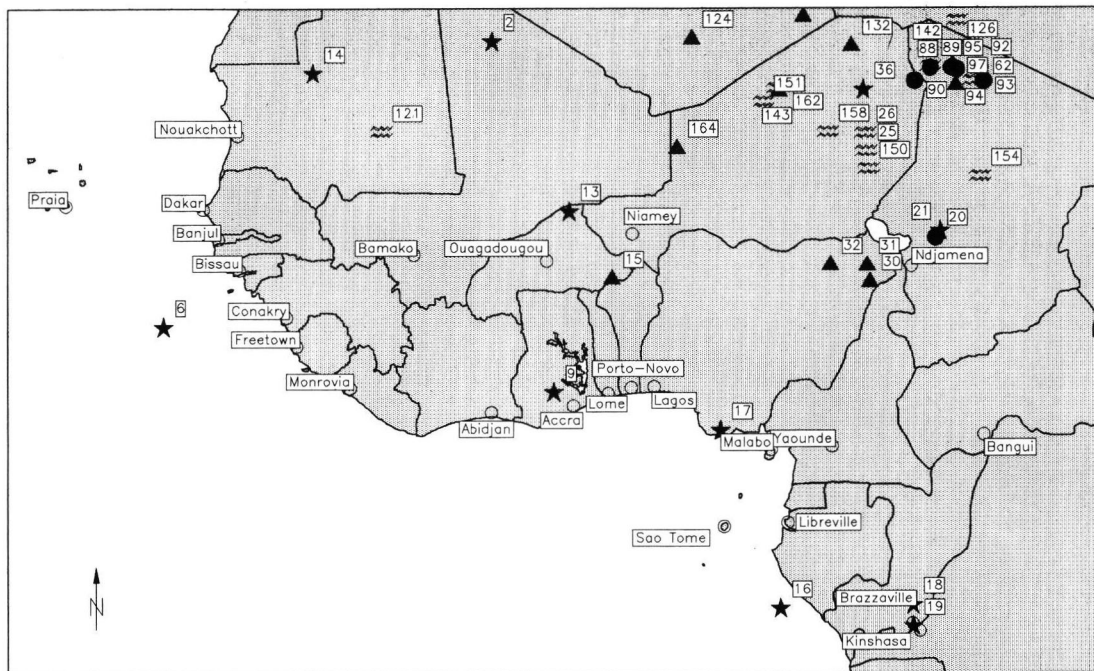 2
124
132
142
126
14
88
89
95
92
36
97
62
151
90
94
93
121
162
143
158
26
25
Nouakchott
164
150
154
Praia
Dakar
13
Niamey
21
20
Banjul
Bamako
Ouagadougou
32
31
Bissau
15
30
Ndjamena
6
Conakry
Freetown
Porto-Novo
9
Monrovia
Lome
Lagos
Accra
17
Abidjan
Malabo
Yaounde
Bangui
Libreville
Sao Tome
16
18
Brazzaville
19
Kinshasa
N